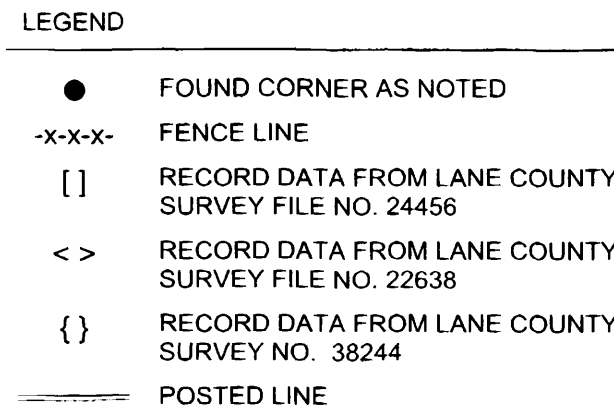 LEGEND
● FOUND CORNER AS NOTED
-x-x-x- FENCE LINE
[ ] RECORD DATA FROM LANE COUNTY
SURVEY FILE NO. 24456
< > RECORD DATA FROM LANE COUNTY
SURVEY FILE NO. 22638
{ } RECORD DATA FROM LANE COUNTY
SURVEY NO. 38244
POSTED LINE